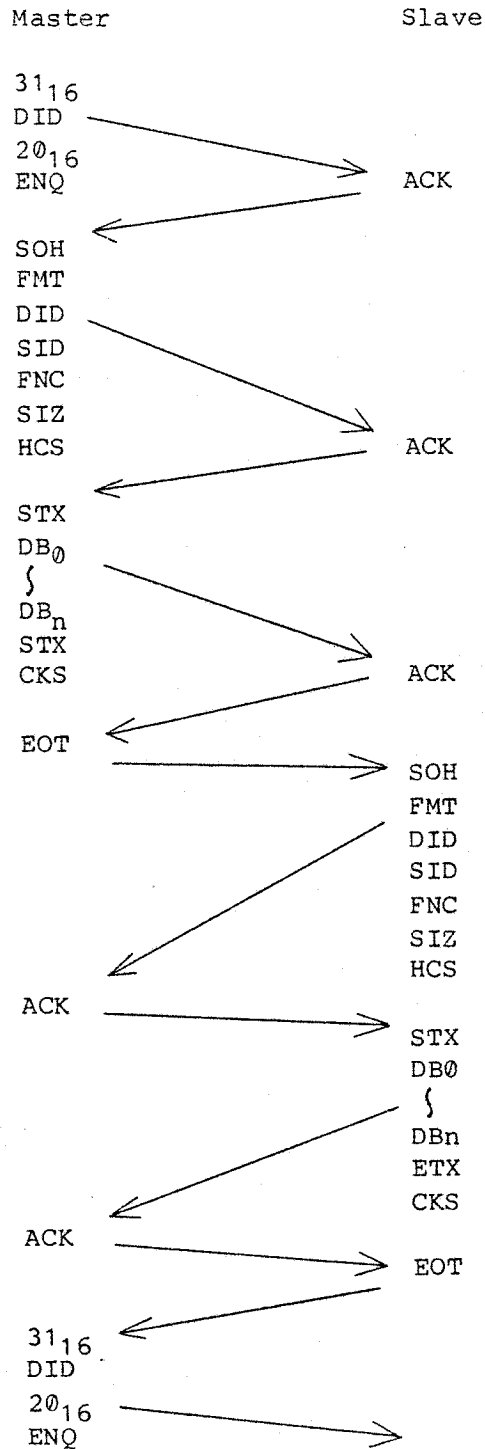 Master Slave
31₁₆
DID
20₁₆
ENQ
ACK
SOH
FMT
DID
SID
FNC
SIZ
HCS
ACK
STX
DB0̸
DBn
STX
CKS
ACK
EOT
SOH
FMT
DID
SID
FNC
SIZ
HCS
ACK
STX
DB0̸
DBn
ETX
CKS
ACK
EOT
31₁₆
DID
20₁₆
ENQ